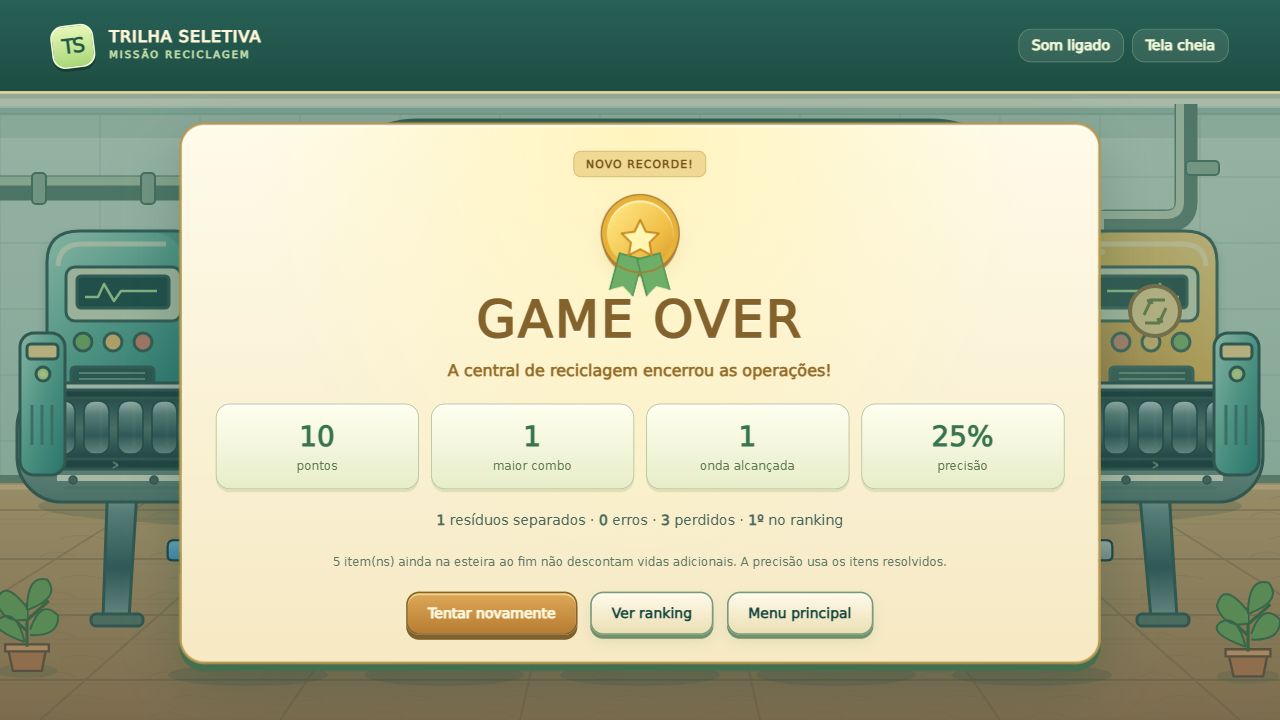 TS
TRILHA SELETIVA
MISSÃO RECICLAGEM
Som ligado
Tela cheia
NOVO RECORDE!
GAME OVER
A central de reciclagem encerrou as operações!
10
pontos
1
maior combo
1
onda alcançada
25%
precisão
1 resíduos separados · 0 erros · 3 perdidos · 1º no ranking
5 item(ns) ainda na esteira ao fim não descontam vidas adicionais. A precisão usa os itens resolvidos.
Tentar novamente
Ver ranking
Menu principal